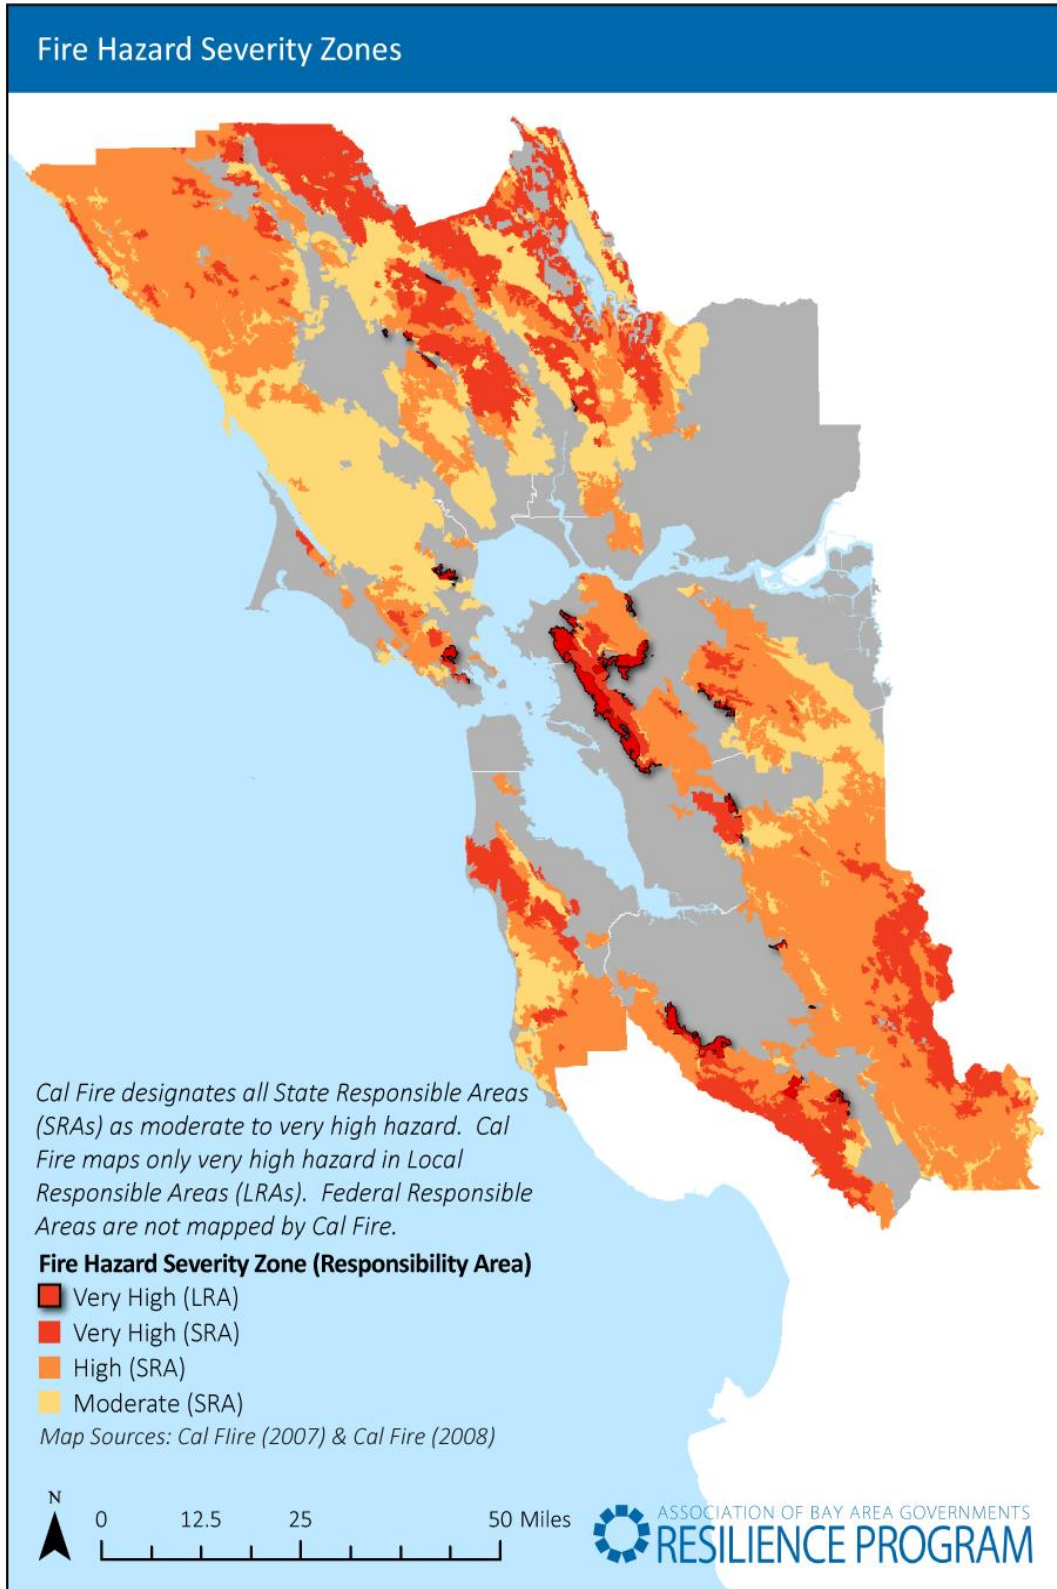 Fire Hazard Severity Zones
Cal Fire designates all State Responsible Areas
(SRAs) as moderate to very high hazard.  Cal
Fire maps only very high hazard in Local
Responsible Areas (LRAs).  Federal Responsible
Areas are not mapped by Cal Fire.
Fire Hazard Severity Zone (Responsibility Area)
Very High (LRA)
Very High (SRA)
High (SRA)
Moderate (SRA)
Map Sources: Cal FIire (2007) & Cal Fire (2008)
N
0 12.5 25 50 Miles
ASSOCIATION OF BAY AREA GOVERNMENTS
RESILIENCE PROGRAM